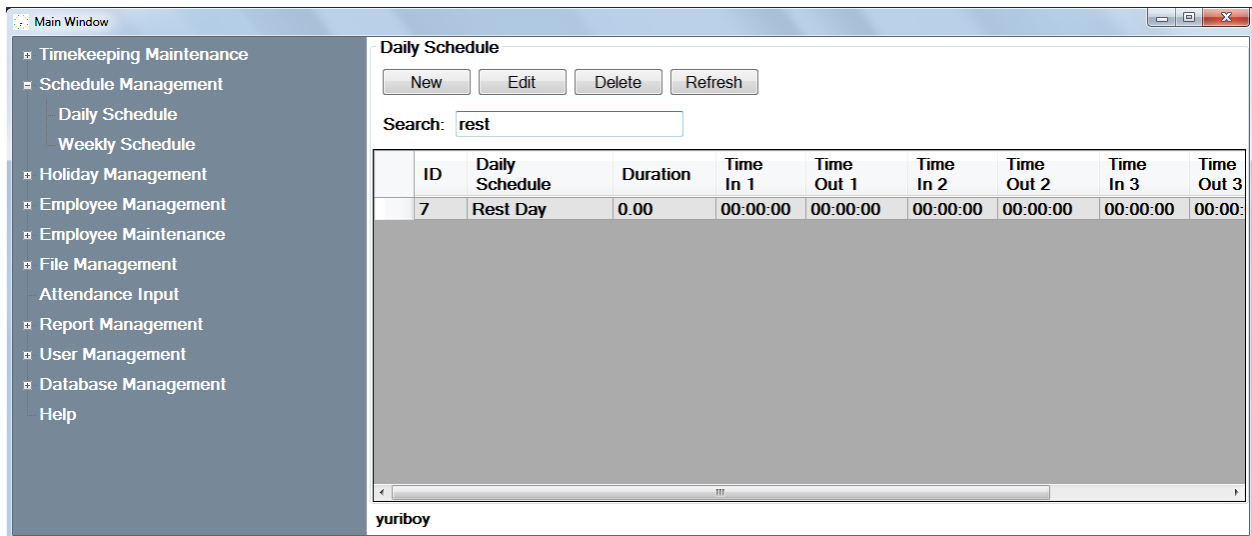 Main Window
Timekeeping Maintenance
Schedule Management
Daily Schedule
Weekly Schedule
Holiday Management
Employee Management
Employee Maintenance
File Management
Attendance Input
Report Management
User Management
Database Management
Help
Daily Schedule
New Edit Delete Refresh
Search: rest
ID Daily Schedule Duration Time In 1 Time Out 1 Time In 2 Time Out 2 Time In 3 Time Out 3
7 Rest Day 0.00 00:00:00 00:00:00 00:00:00 00:00:00 00:00:00 00:00:
yuriboy